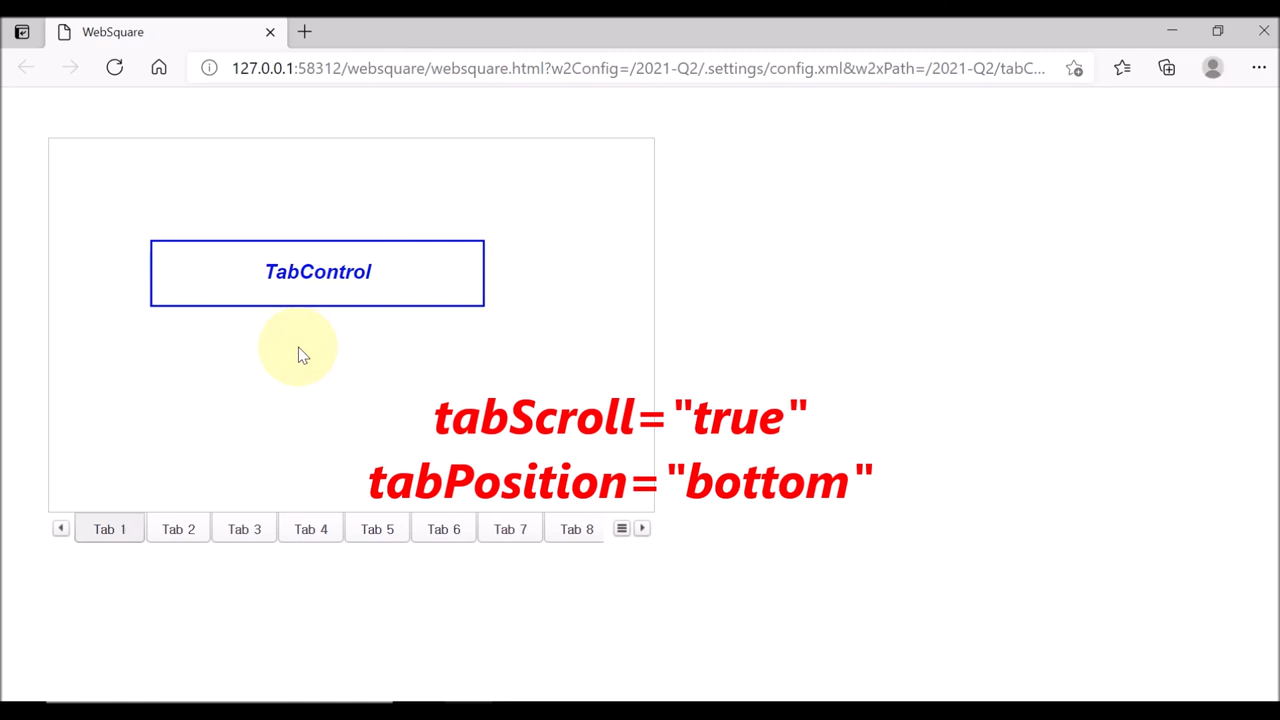 WebSquare
127.0.0.1:58312/websquare/websquare.html?w2Config=/2021-Q2/.settings/config.xml&w2xPath=/2021-Q2/tabC...
TabControl
tabScroll="true"
tabPosition="bottom"
Tab 1 Tab 2 Tab 3 Tab 4 Tab 5 Tab 6 Tab 7 Tab 8